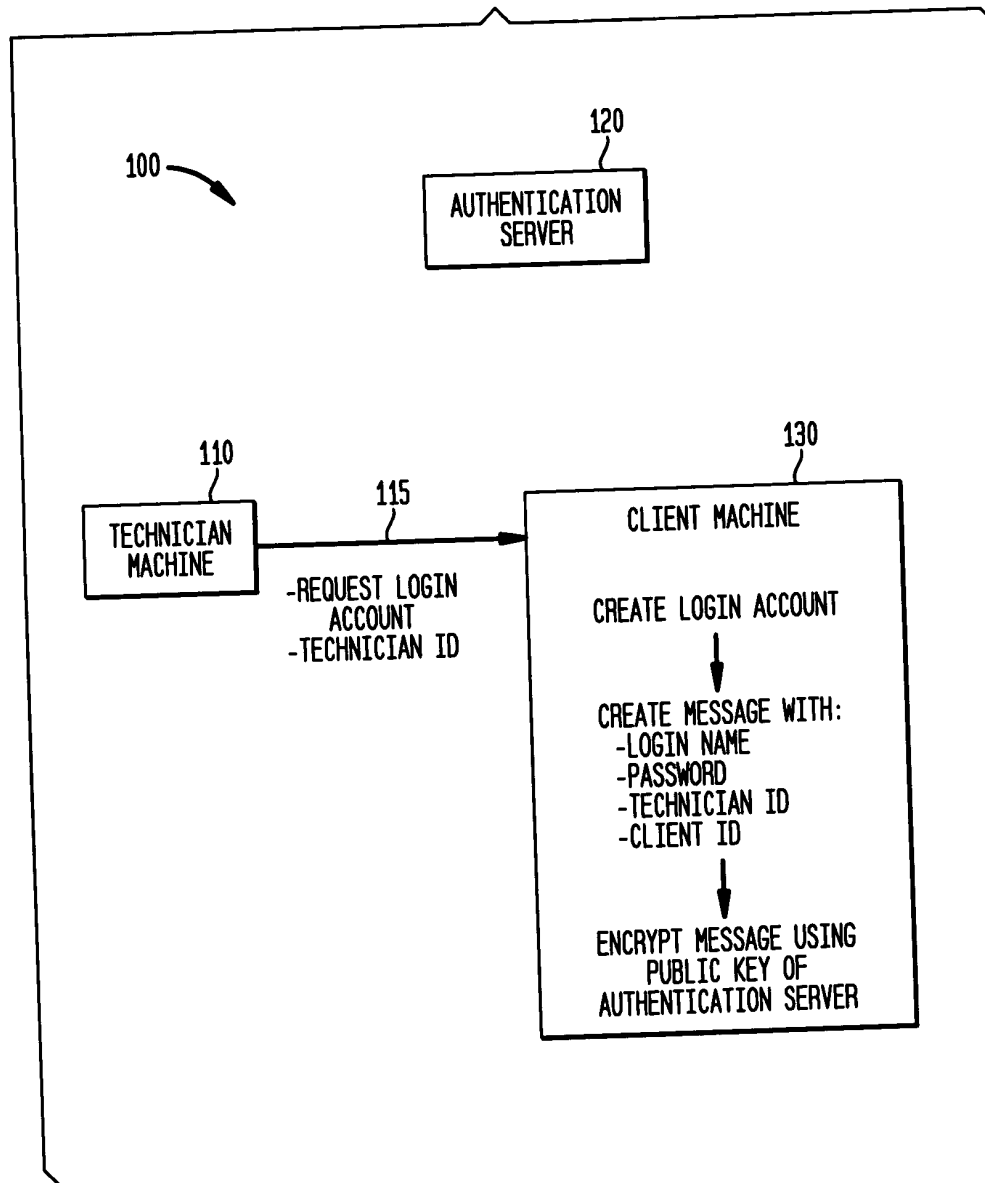 100
120
AUTHENTICATION
SERVER
110
TECHNICIAN
MACHINE
115
-REQUEST LOGIN
ACCOUNT
-TECHNICIAN ID
130
CLIENT MACHINE
CREATE LOGIN ACCOUNT
CREATE MESSAGE WITH:
-LOGIN NAME
-PASSWORD
-TECHNICIAN ID
-CLIENT ID
ENCRYPT MESSAGE USING
PUBLIC KEY OF
AUTHENTICATION SERVER